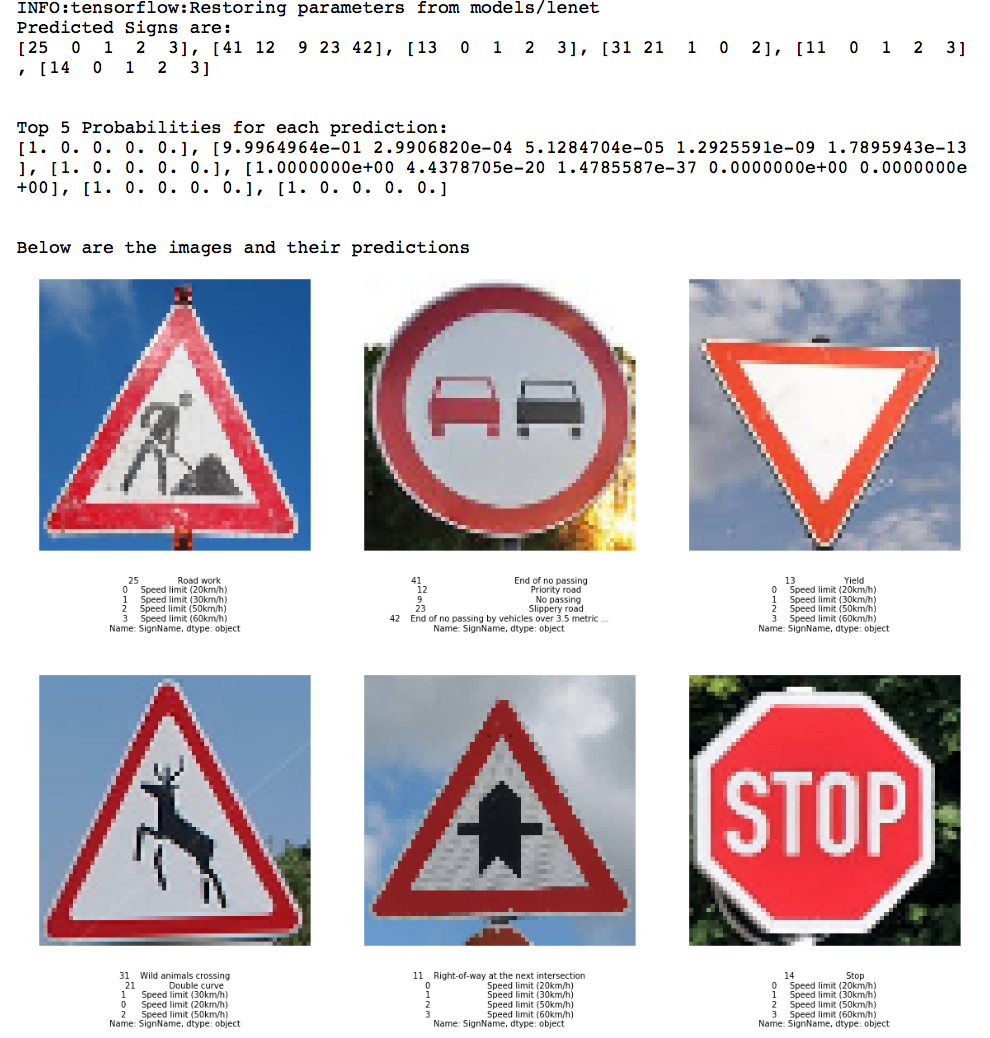 INFO:tensorflow:Restoring parameters from models/lenet
Predicted Signs are:
[25  0  1  2  3], [41 12  9 23 42], [13  0  1  2  3], [31 21  1  0  2], [11  0  1  2  3]
, [14  0  1  2  3]
Top 5 Probabilities for each prediction:
[1. 0. 0. 0. 0.], [9.9964964e-01 2.9906820e-04 5.1284704e-05 1.2925591e-09 1.7895943e-13
], [1. 0. 0. 0. 0.], [1.0000000e+00 4.4378705e-20 1.4785587e-37 0.0000000e+00 0.0000000e
+00], [1. 0. 0. 0. 0.], [1. 0. 0. 0. 0.]
Below are the images and their predictions
25 Road work
0 Speed limit (20km/h)
1 Speed limit (30km/h)
2 Speed limit (50km/h)
3 Speed limit (60km/h)
Name: SignName, dtype: object
41 End of no passing
12 Priority road
9 No passing
23 Slippery road
42 End of no passing by vehicles over 3.5 metric ...
Name: SignName, dtype: object
13 Yield
0 Speed limit (20km/h)
1 Speed limit (30km/h)
2 Speed limit (50km/h)
3 Speed limit (60km/h)
Name: SignName, dtype: object
STOP
31 Wild animals crossing
21 Double curve
1 Speed limit (30km/h)
0 Speed limit (20km/h)
2 Speed limit (50km/h)
Name: SignName, dtype: object
11 Right-of-way at the next intersection
0 Speed limit (20km/h)
1 Speed limit (30km/h)
2 Speed limit (50km/h)
3 Speed limit (60km/h)
Name: SignName, dtype: object
14 Stop
0 Speed limit (20km/h)
1 Speed limit (30km/h)
2 Speed limit (50km/h)
3 Speed limit (60km/h)
Name: SignName, dtype: object